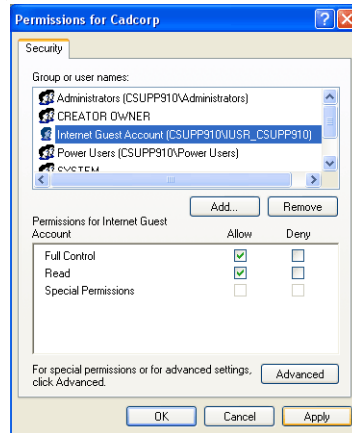 Permissions for Cadcorp
Security
Group or user names:
Administrators (CSUPP910\Administrators)
CREATOR OWNER
Internet Guest Account (CSUPP910\IUSR_CSUPP910)
Power Users (CSUPP910\Power Users)
SYSTEM
Add... Remove
Permissions for Internet Guest
Account Allow Deny
Full Control
Read
Special Permissions
For special permissions or for advanced settings,
click Advanced. Advanced
OK Cancel Apply